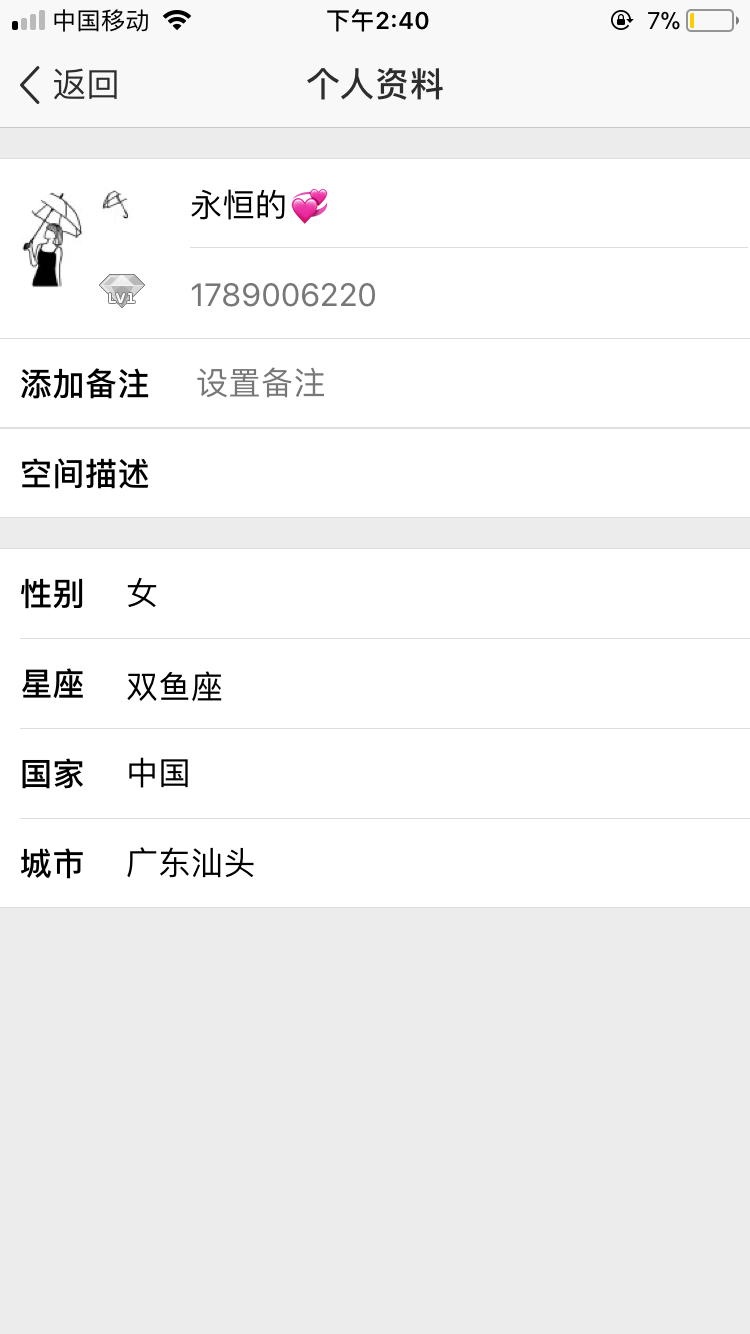 中国移动 下午2:40 7%
返回 个人资料
永恒的💞
LV1 1789006220
添加备注 设置备注
空间描述
性别 女
星座 双鱼座
国家 中国
城市 广东汕头